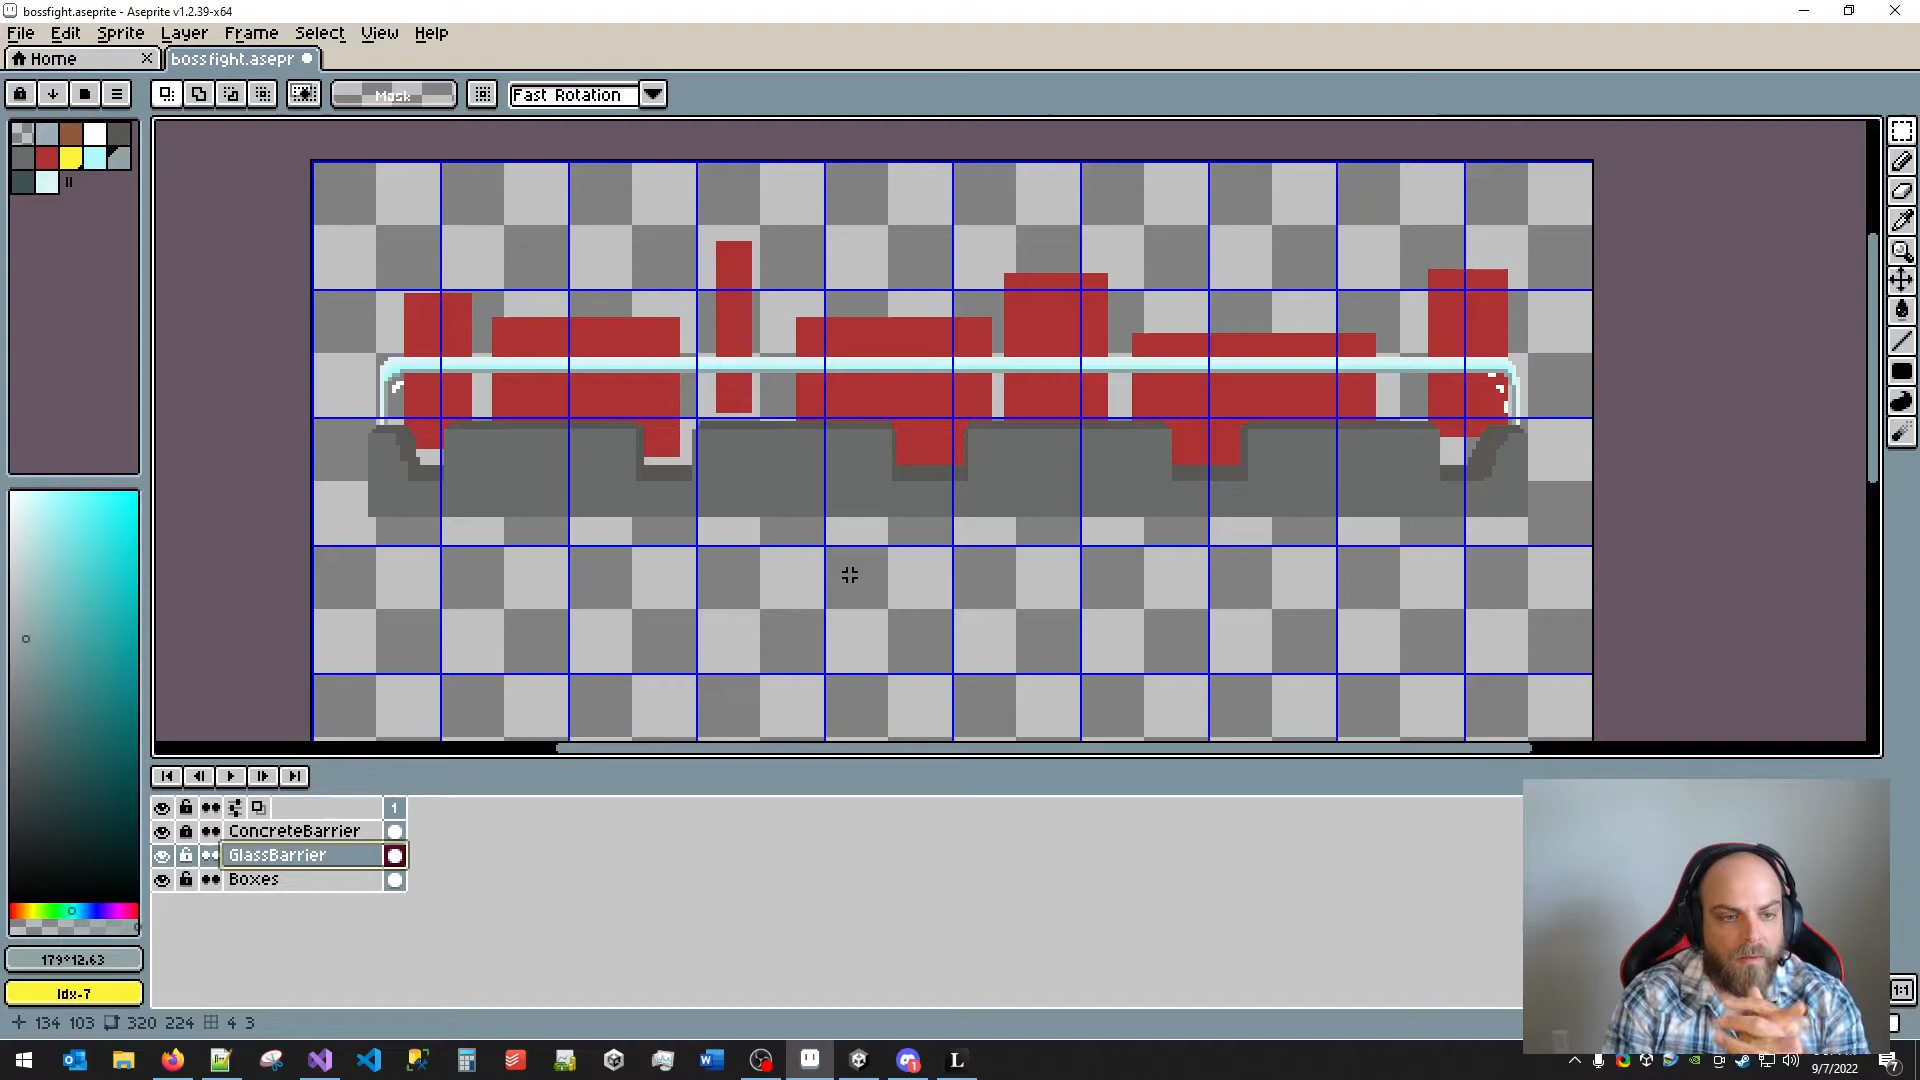 bossfight.aseprite - Aseprite v1.2.39-x64
File Edit Sprite Layer Frame Select View Help
Home bossfight.asepr
Mask Fast Rotation
1
ConcreteBarrier
GlassBarrier
Boxes
179°12.63
Idx-7
134 103 320 224 4 3
1:1
9/7/2022